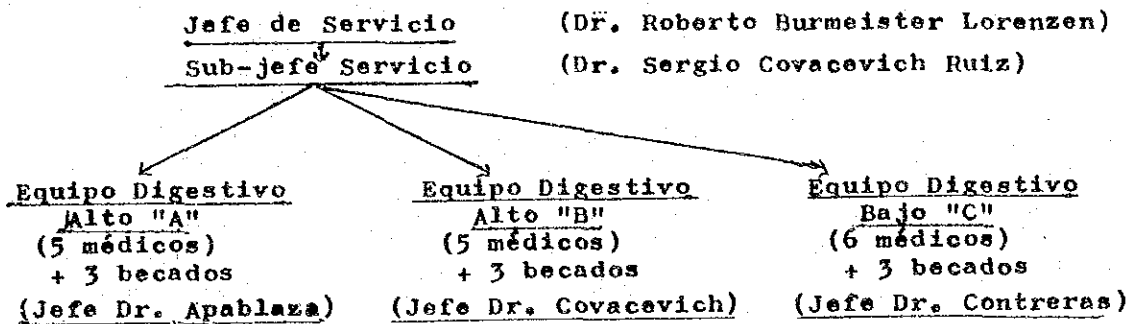 Jefe de Servicio (Dr. Roberto Burmeister Lorenzen)
Sub-jefe Servicio (Dr. Sergio Covacevich Ruiz)
Equipo Digestivo
Alto "A"
(5 médicos)
+ 3 becados
(Jefe Dr. Apablaza)
Equipo Digestivo
Alto "B"
(5 médicos)
+ 3 becados
(Jefe Dr. Covacevich)
Equipo Digestivo
Bajo "C"
(6 médicos)
+ 3 becados
(Jefe Dr. Contreras)